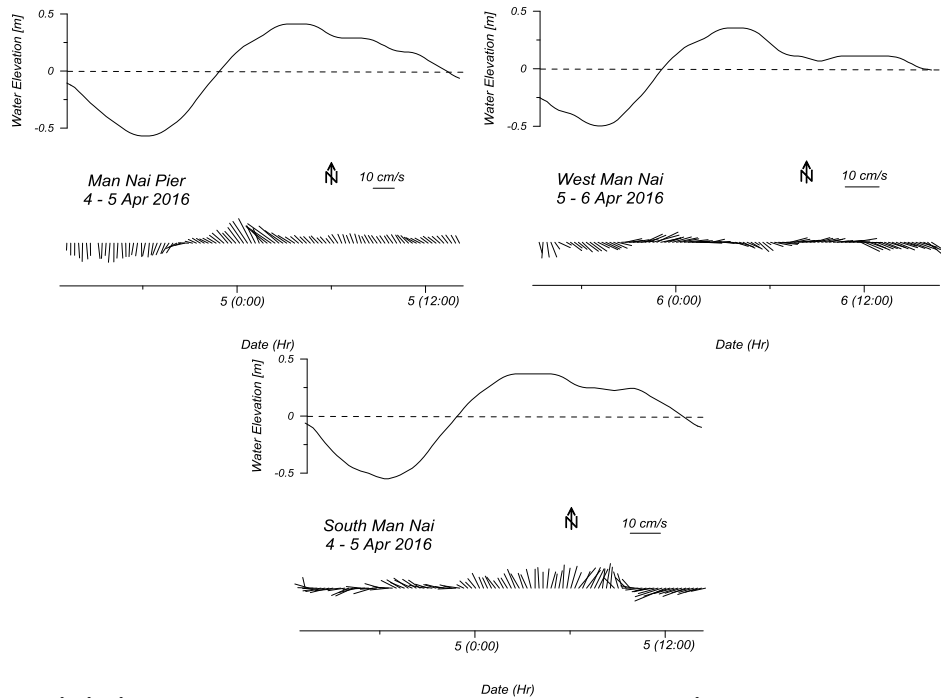 0.5
Water Elevation [m]
0
-0.5
Man Nai Pier
4 - 5 Apr 2016
N
10 cm/s
5 (0:00)
5 (12:00)
Date (Hr)
0.5
Water Elevation [m]
0
-0.5
West Man Nai
5 - 6 Apr 2016
N
10 cm/s
6 (0:00)
6 (12:00)
Date (Hr)
0.5
Water Elevation [m]
0
-0.5
South Man Nai
4 - 5 Apr 2016
N
10 cm/s
5 (0:00)
5 (12:00)
Date (Hr)